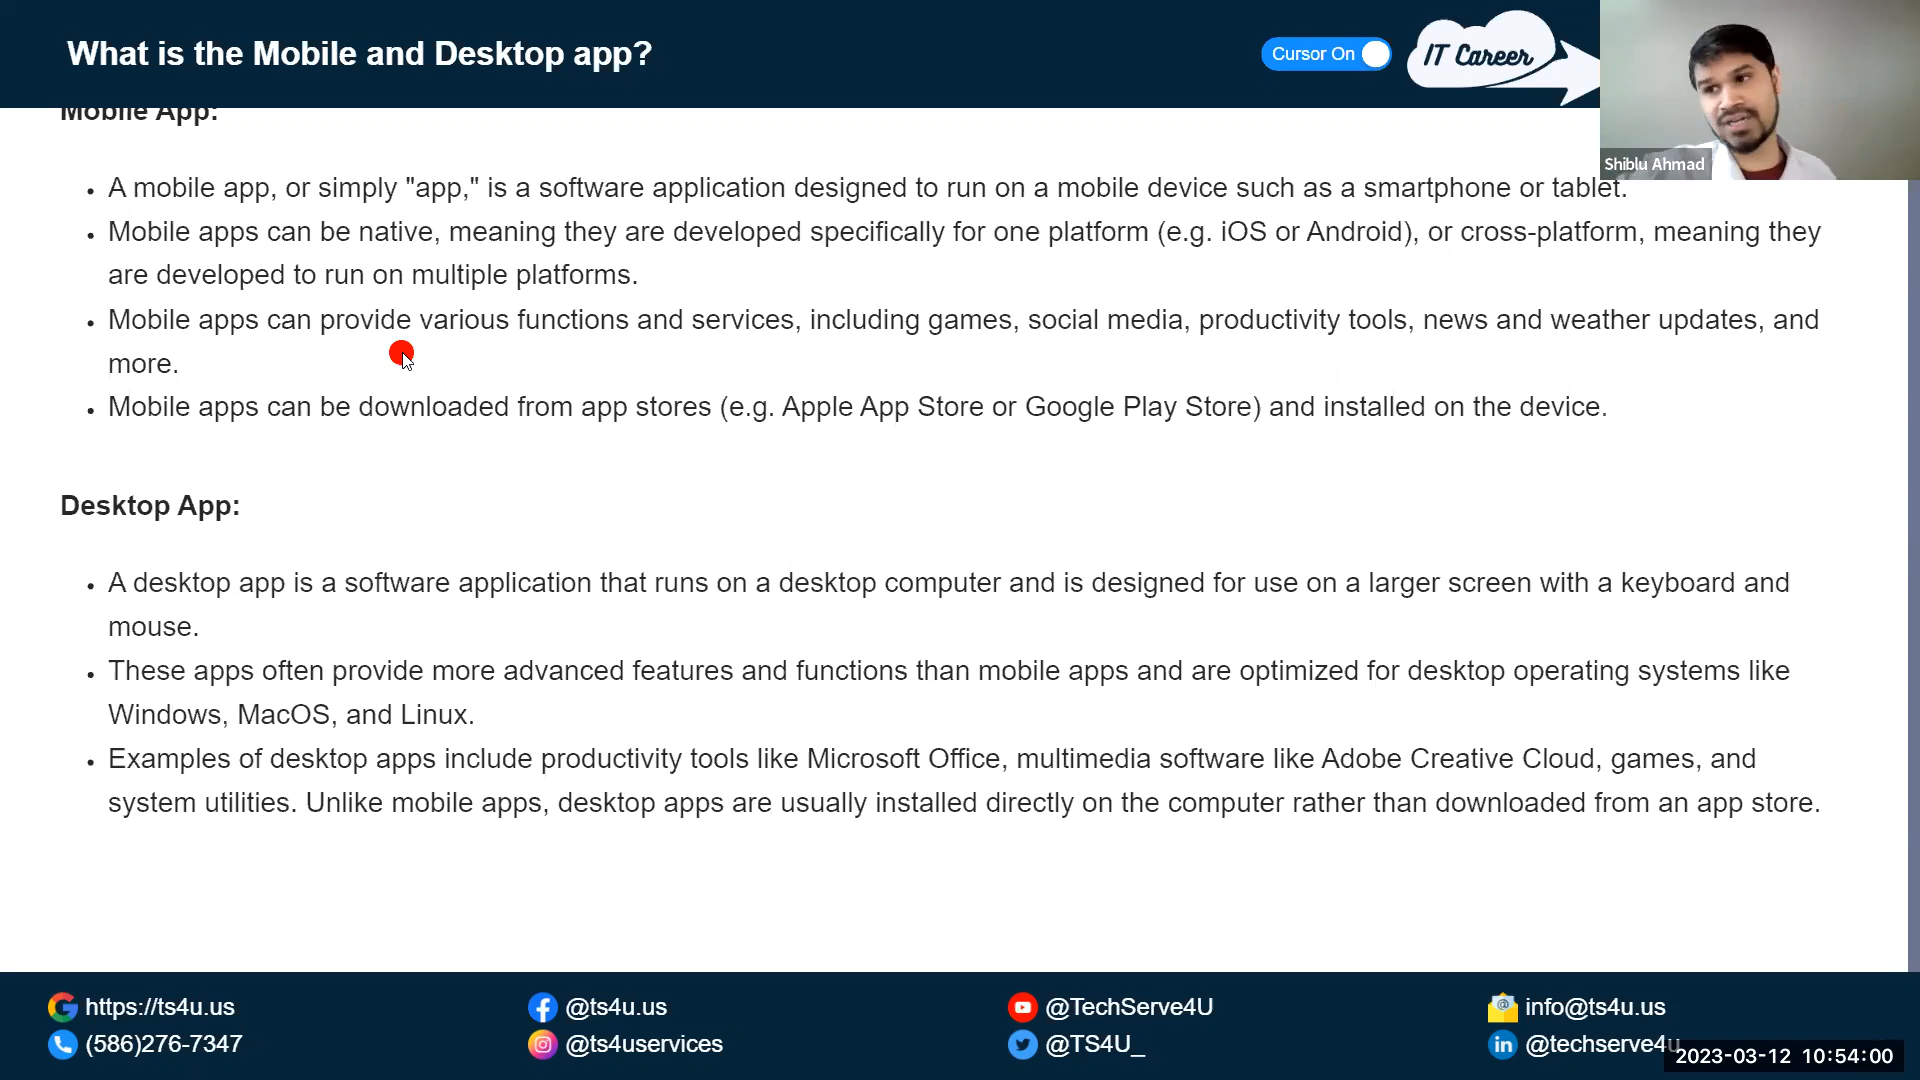 What is the Mobile and Desktop app?
Cursor On
IT Career
Shiblu Ahmad
Mobile App:
• A mobile app, or simply "app," is a software application designed to run on a mobile device such as a smartphone or tablet.
• Mobile apps can be native, meaning they are developed specifically for one platform (e.g. iOS or Android), or cross-platform, meaning they
are developed to run on multiple platforms.
• Mobile apps can provide various functions and services, including games, social media, productivity tools, news and weather updates, and
more.
• Mobile apps can be downloaded from app stores (e.g. Apple App Store or Google Play Store) and installed on the device.
Desktop App:
• A desktop app is a software application that runs on a desktop computer and is designed for use on a larger screen with a keyboard and
mouse.
• These apps often provide more advanced features and functions than mobile apps and are optimized for desktop operating systems like
Windows, MacOS, and Linux.
• Examples of desktop apps include productivity tools like Microsoft Office, multimedia software like Adobe Creative Cloud, games, and
system utilities. Unlike mobile apps, desktop apps are usually installed directly on the computer rather than downloaded from an app store.
https://ts4u.us
@ts4u.us
@TechServe4U
info@ts4u.us
(586)276-7347
@ts4uservices
@TS4U_
@techserve4u
2023-03-12 10:54:00